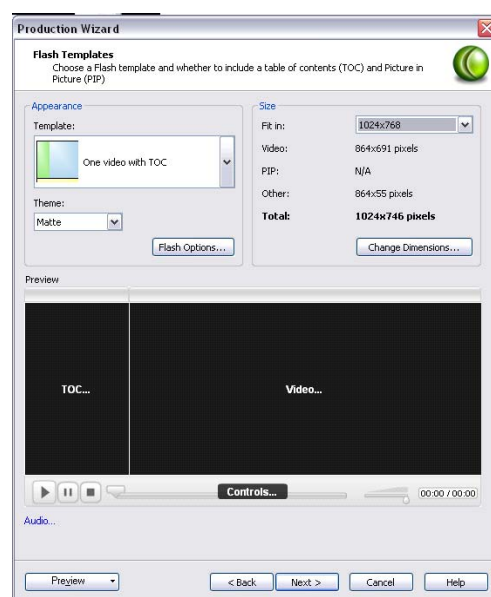 Production Wizard
Flash Templates
Choose a Flash template and whether to include a table of contents (TOC) and Picture in
Picture (PIP)
Appearance
Template:
One video with TOC
Theme:
Matte
Flash Options...
Size
Fit in: 1024x768
Video: 864x691 pixels
PIP: N/A
Other: 864x55 pixels
Total: 1024x746 pixels
Change Dimensions...
Preview
TOC... Video...
Controls... 00:00 / 00:00
Audio...
Preview < Back Next > Cancel Help